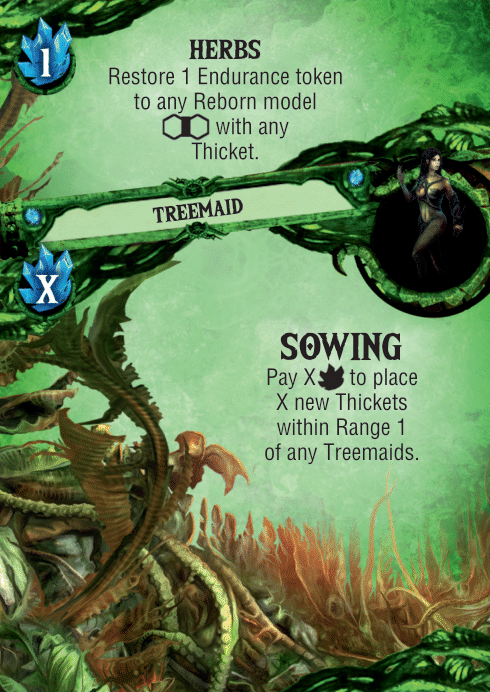 1
HERBS
Restore 1 Endurance token
to any Reborn model
with any
Thicket.
TREEMAID
X
SOWING
Pay X to place
X new Thickets
within Range 1
of any Treemaids.